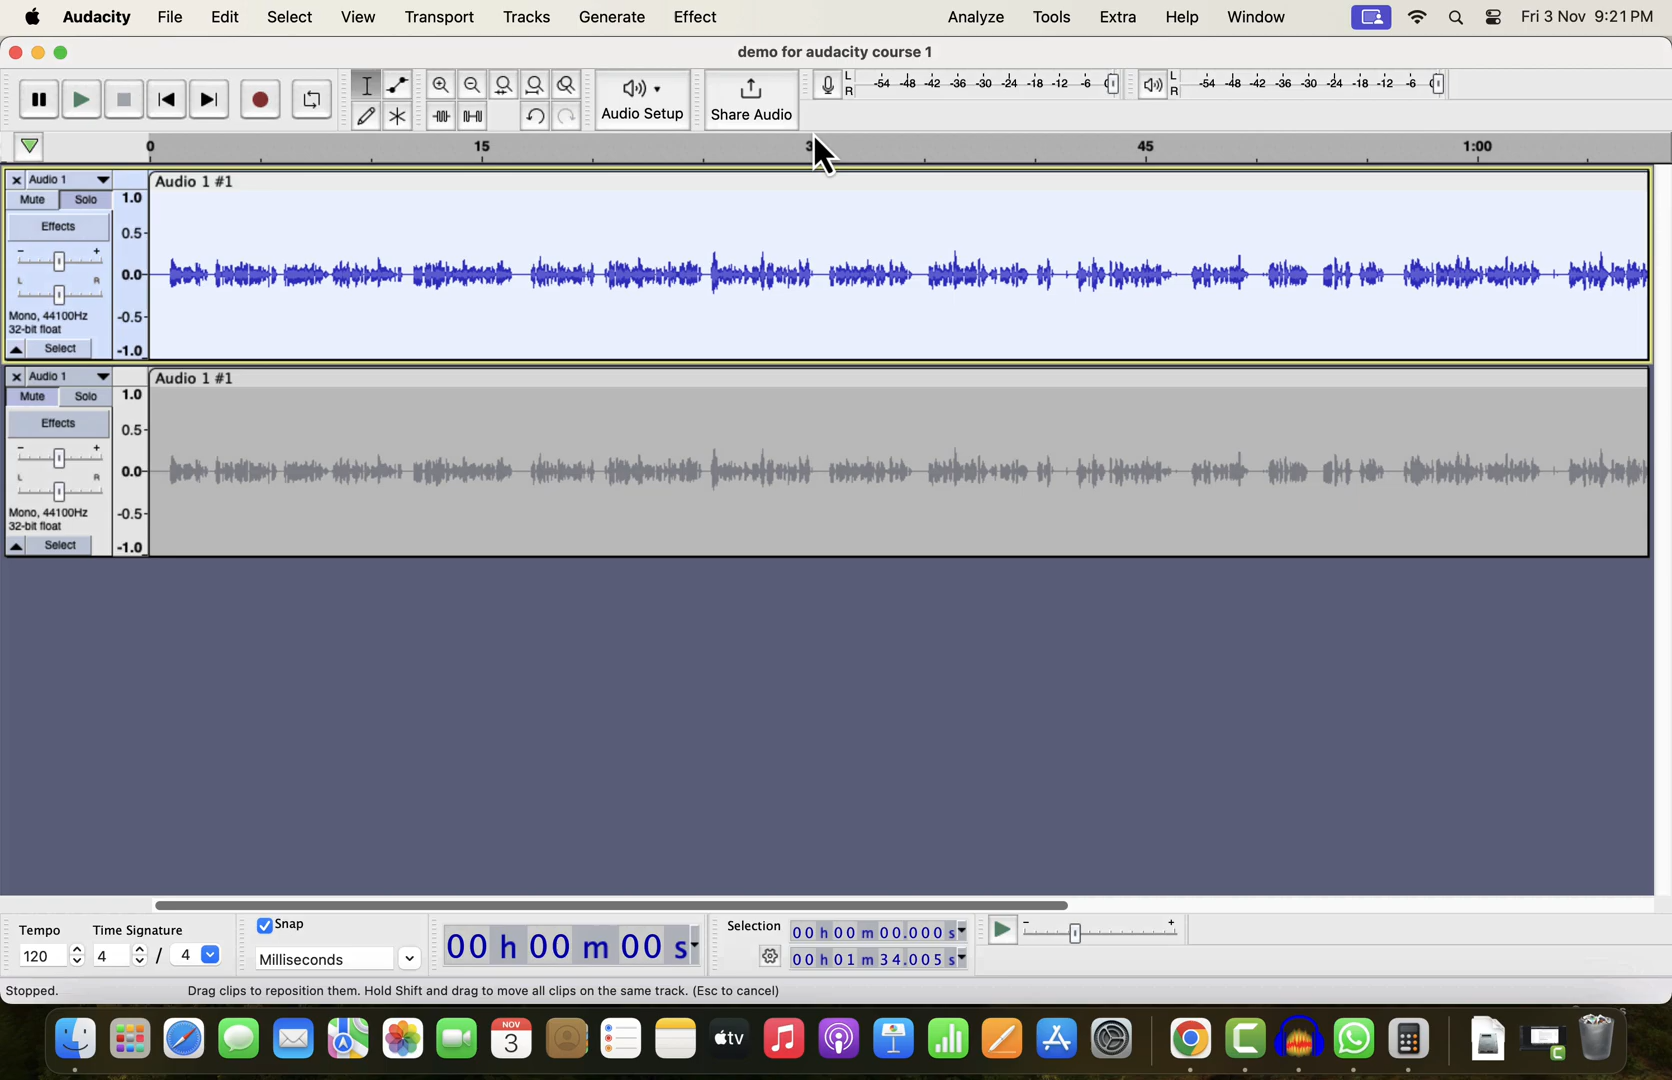 Audacity File Edit Select View Transport Tracks Generate Effect Analyze Tools Extra Help Window Fri 3 Nov 9:21 PM
demo for audacity course 1
Audio Setup
Share Audio
L
R
-54 -48 -42 -36 -30 -24 -18 -12 -6
L
R
-54 -48 -42 -36 -30 -24 -18 -12 -6
0 15 45 1:00
Audio 1
Audio 1 #1
Mute Solo
Effects
- +
L R
Mono, 44100Hz
32-bit float
Select
1.0
0.5
0.0
-0.5
-1.0
Audio 1
Audio 1 #1
Mute Solo
Effects
- +
L R
Mono, 44100Hz
32-bit float
Select
1.0
0.5
0.0
-0.5
-1.0
Tempo
120
Time Signature
4 / 4
Snap
Milliseconds
00 h 00 m 00 s
Selection
00 h 00 m 00.000 s
00 h 01 m 34.005 s
- +
Stopped. Drag clips to reposition them. Hold Shift and drag to move all clips on the same track. (Esc to cancel)
NOV
3
tv